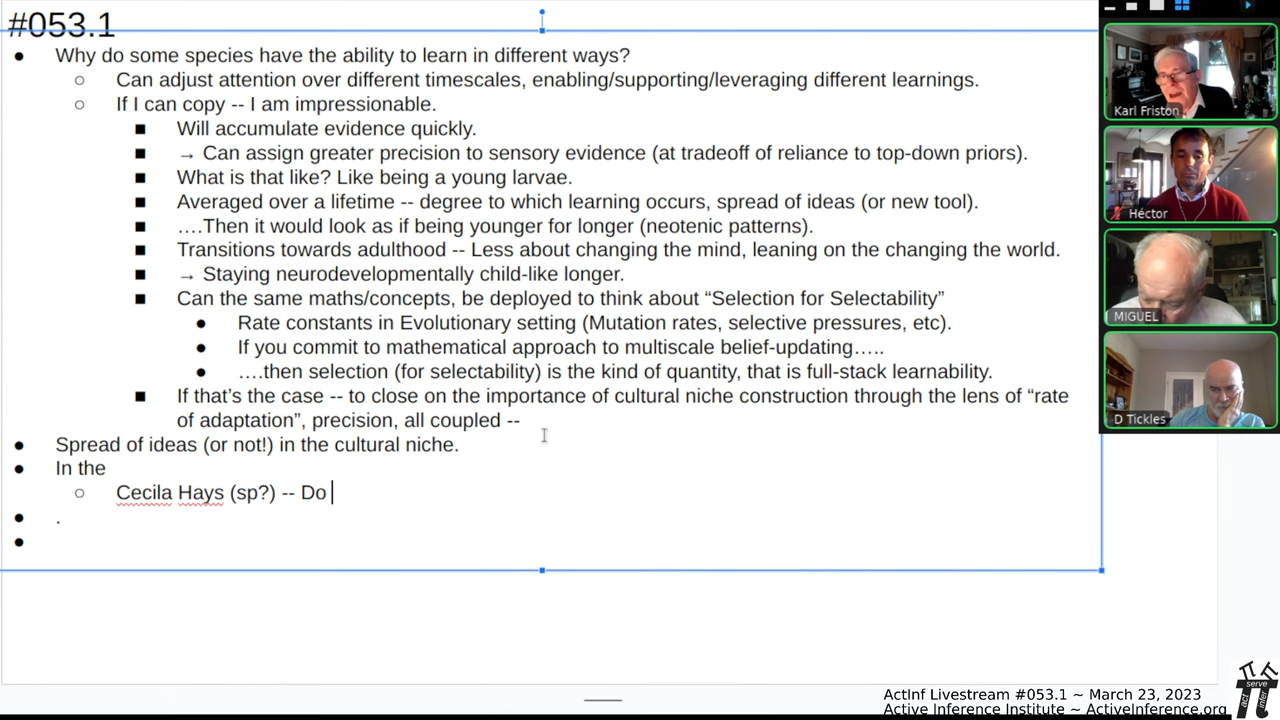 #053.1
● Why do some species have the ability to learn in different ways?
○ Can adjust attention over different timescales, enabling/supporting/leveraging different learnings.
○ If I can copy -- I am impressionable.
■ Will accumulate evidence quickly.
■ → Can assign greater precision to sensory evidence (at tradeoff of reliance to top-down priors).
■ What is that like? Like being a young larvae.
■ Averaged over a lifetime -- degree to which learning occurs, spread of ideas (or new tool).
■ ….Then it would look as if being younger for longer (neotenic patterns).
■ Transitions towards adulthood -- Less about changing the mind, leaning on the changing the world.
■ → Staying neurodevelopmentally child-like longer.
■ Can the same maths/concepts, be deployed to think about “Selection for Selectability”
● Rate constants in Evolutionary setting (Mutation rates, selective pressures, etc).
● If you commit to mathematical approach to multiscale belief-updating…..
● ….then selection (for selectability) is the kind of quantity, that is full-stack learnability.
■ If that’s the case -- to close on the importance of cultural niche construction through the lens of “rate
of adaptation”, precision, all coupled --
● Spread of ideas (or not!) in the cultural niche.
● In the
○ Cecila Hays (sp?) -- Do
● .
●
Karl Friston
Héctor
MIGUEL
D Tickles
ActInf Livestream #053.1 ~ March 23, 2023
Active Inference Institute ~ ActiveInference.org
act
serve
infer